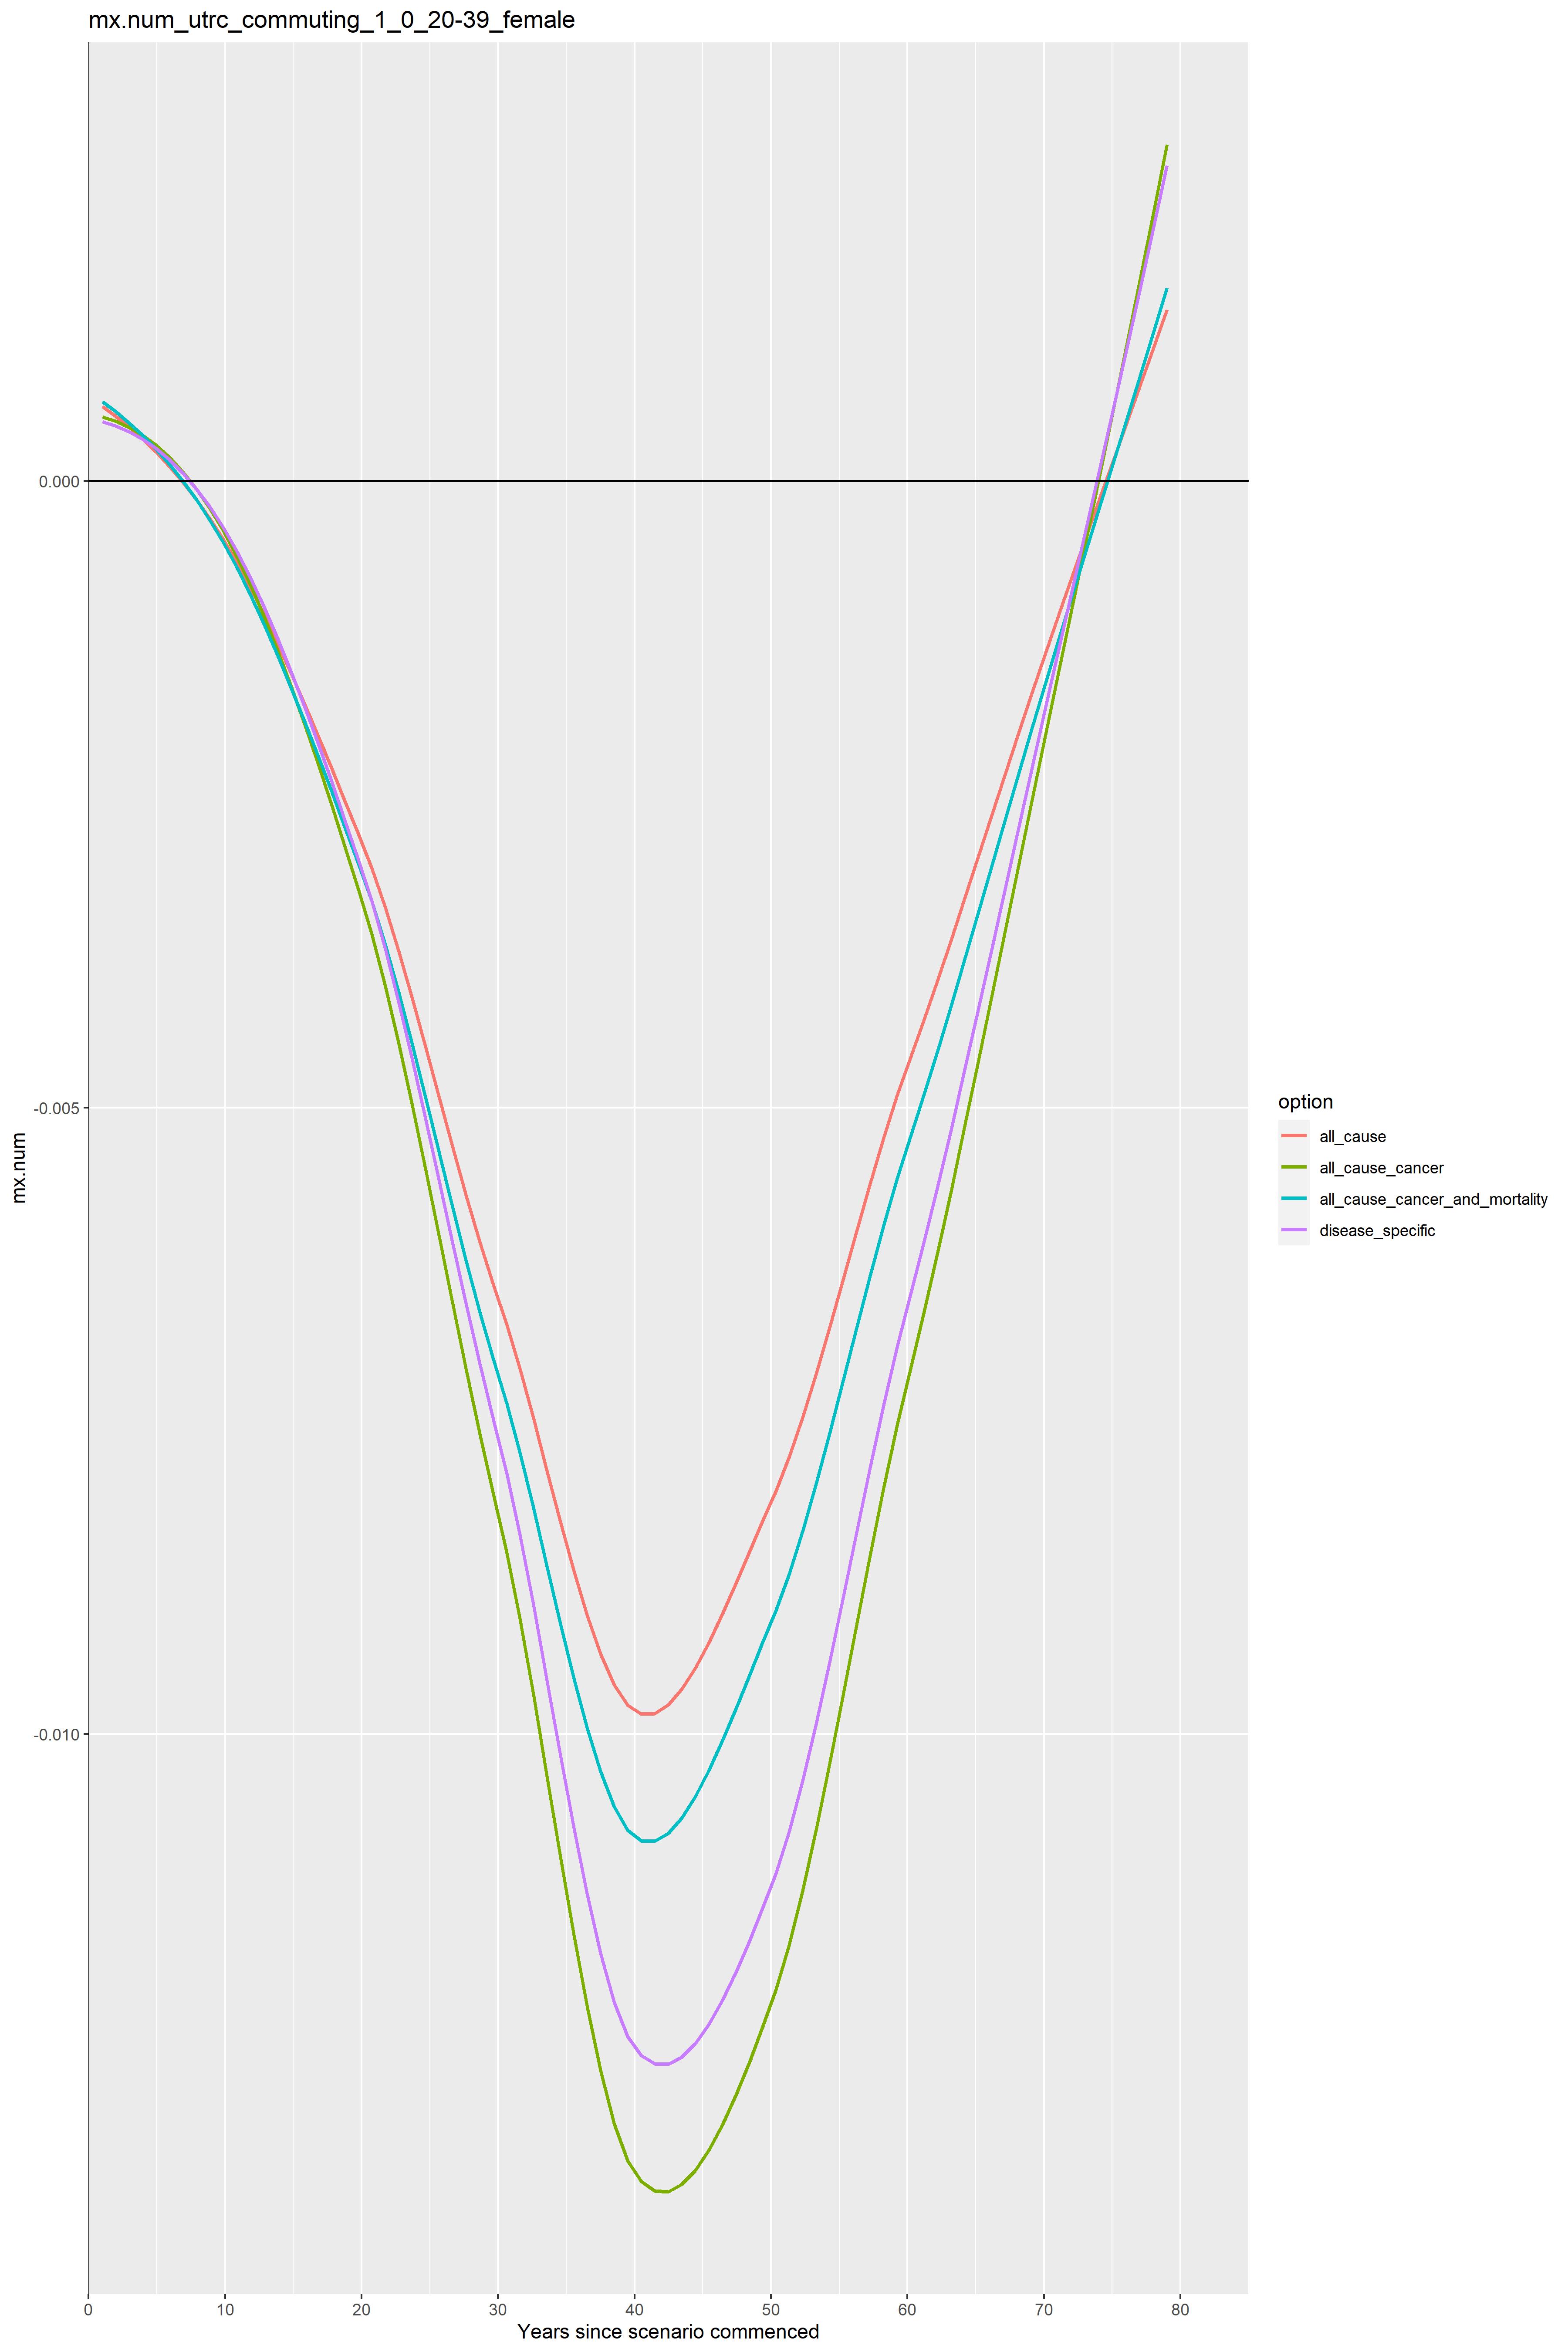 mx.num_utrc_commuting_1_0_20-39_female
0.000
-0.005
-0.010
mx.num
0 10 20 30 40 50 60 70 80
Years since scenario commenced
option
all_cause
all_cause_cancer
all_cause_cancer_and_mortality
disease_specific